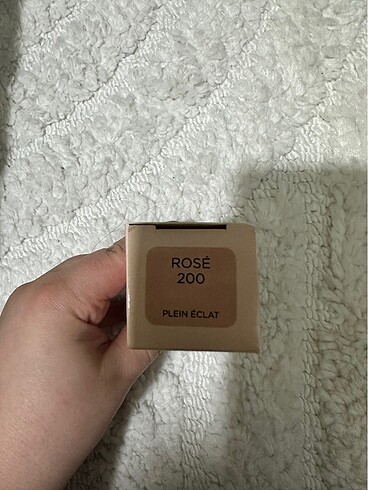 ROSÉ
200
PLEIN ÉCLAT